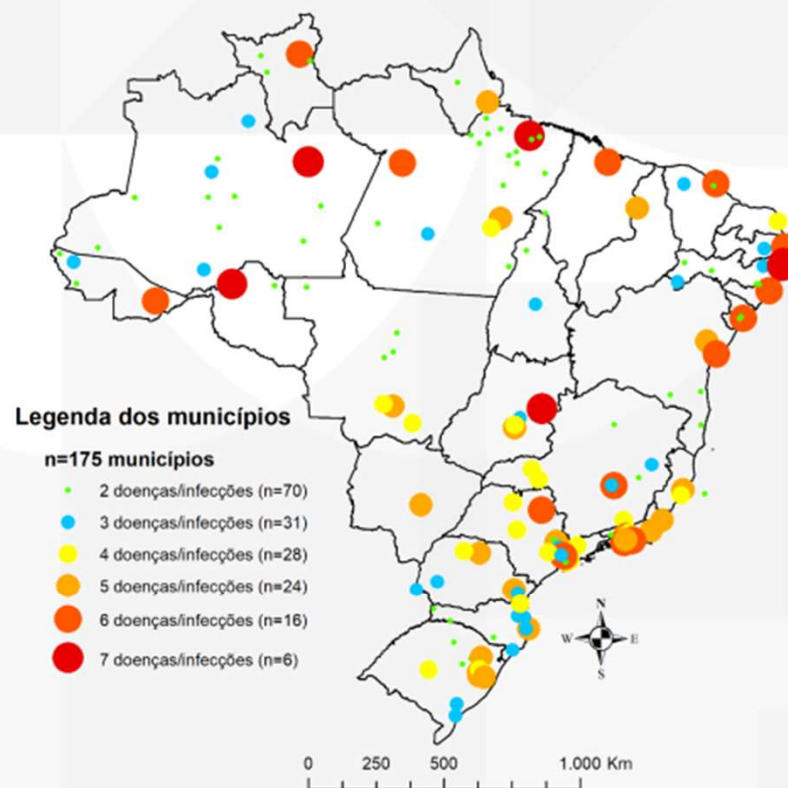 Legenda dos municípios
n=175 municípios
2 doenças/infecções (n=70)
3 doenças/infecções (n=31)
4 doenças/infecções (n=28)
5 doenças/infecções (n=24)
6 doenças/infecções (n=16)
7 doenças/infecções (n=6)
N
W E
S
0 250 500 1.000 Km